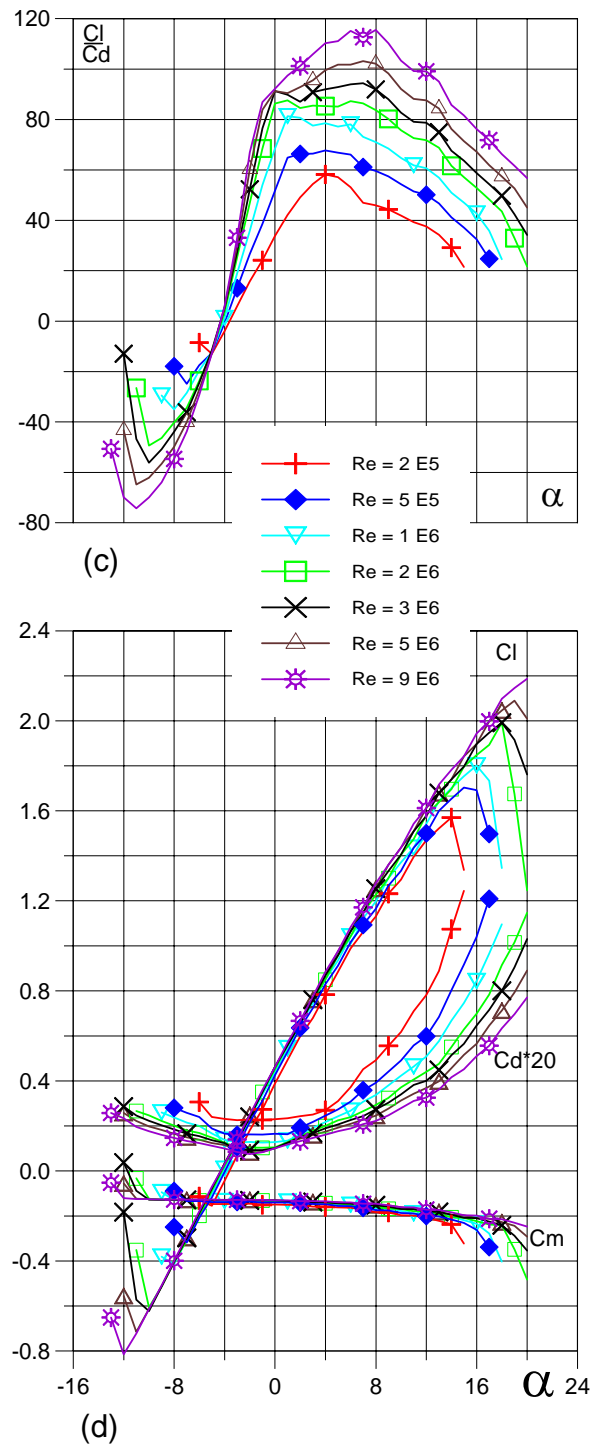 120
Cl
Cd
80
40
0
-40
-80
α
(c)
Re = 2 E5
Re = 5 E5
Re = 1 E6
Re = 2 E6
Re = 3 E6
Re = 5 E6
Re = 9 E6
2.4
Cl
2.0
1.6
1.2
0.8
Cd*20
0.4
0.0
Cm
-0.4
-0.8
-16 -8 0 8 16 24
α
(d)